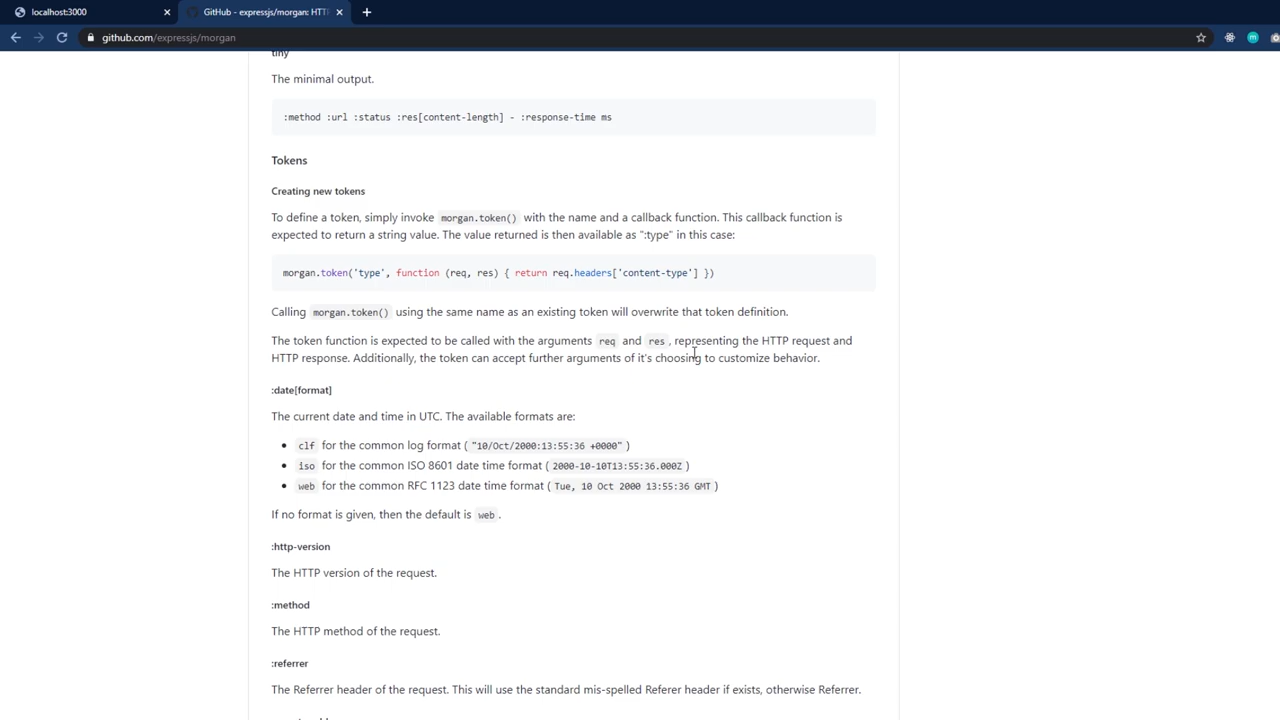 localhost:3000
GitHub - expressjs/morgan: HTT
github.com/expressjs/morgan
tiny
The minimal output.
:method :url :status :res[content-length] - :response-time ms
Tokens
Creating new tokens
To define a token, simply invoke morgan.token() with the name and a callback function. This callback function is
expected to return a string value. The value returned is then available as ":type" in this case:
morgan.token('type', function (req, res) { return req.headers['content-type'] })
Calling morgan.token() using the same name as an existing token will overwrite that token definition.
The token function is expected to be called with the arguments req and res, representing the HTTP request and
HTTP response. Additionally, the token can accept further arguments of it's choosing to customize behavior.
:date[format]
The current date and time in UTC. The available formats are:
• clf for the common log format ("10/Oct/2000:13:55:36 +0000")
• iso for the common ISO 8601 date time format (2000-10-10T13:55:36.000Z)
• web for the common RFC 1123 date time format (Tue, 10 Oct 2000 13:55:36 GMT)
If no format is given, then the default is web.
:http-version
The HTTP version of the request.
:method
The HTTP method of the request.
:referrer
The Referrer header of the request. This will use the standard mis-spelled Referer header if exists, otherwise Referrer.